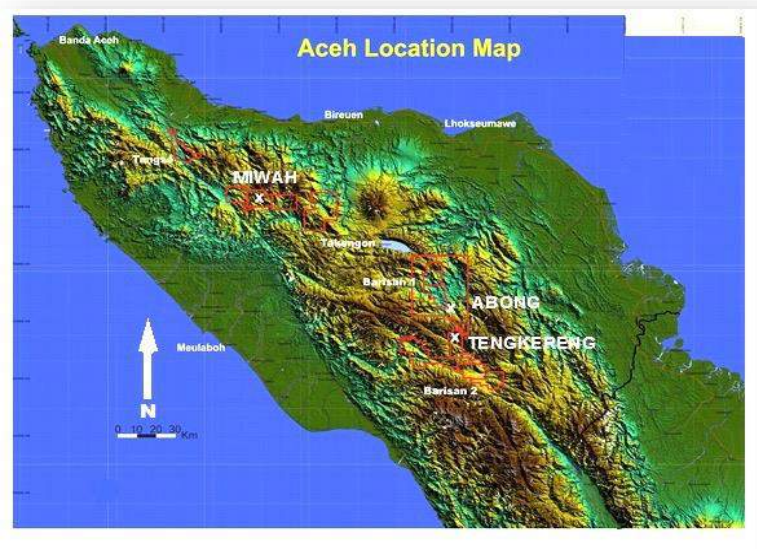 Aceh Location Map
Banda Aceh
Bireuen
Lhokseumawe
Tangse
MIWAH
X
Takengon
Barisan 1
ABONG
X
X
TENGKERENG
Meulaboh
Barisan 2
N
0 10 20 30
Km